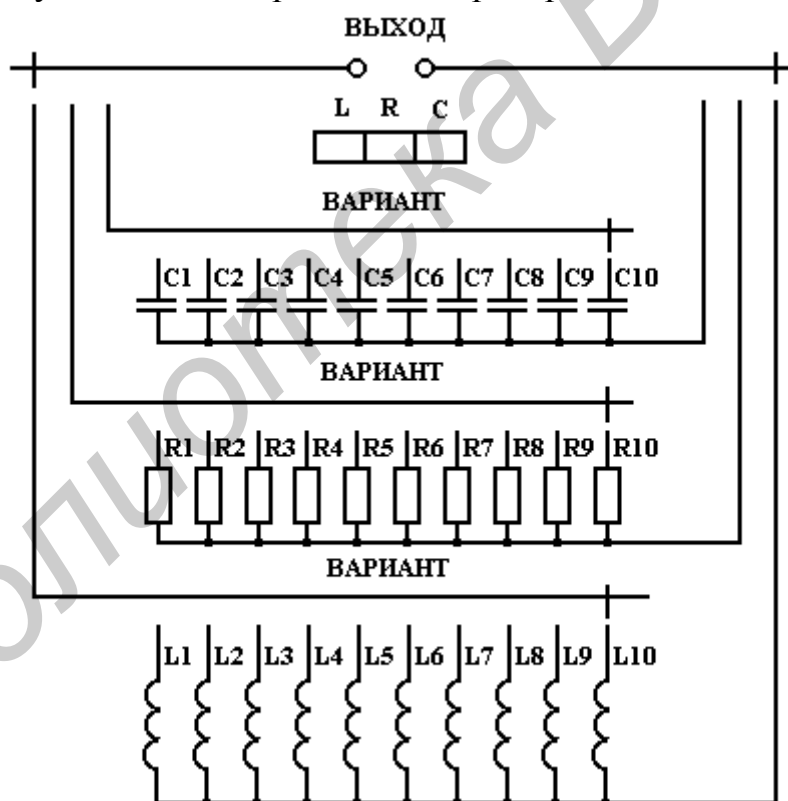 ВЫХОД
L R C
ВАРИАНТ
C1 C2 C3 C4 C5 C6 C7 C8 C9 C10
ВАРИАНТ
R1 R2 R3 R4 R5 R6 R7 R8 R9 R10
ВАРИАНТ
L1 L2 L3 L4 L5 L6 L7 L8 L9 L10